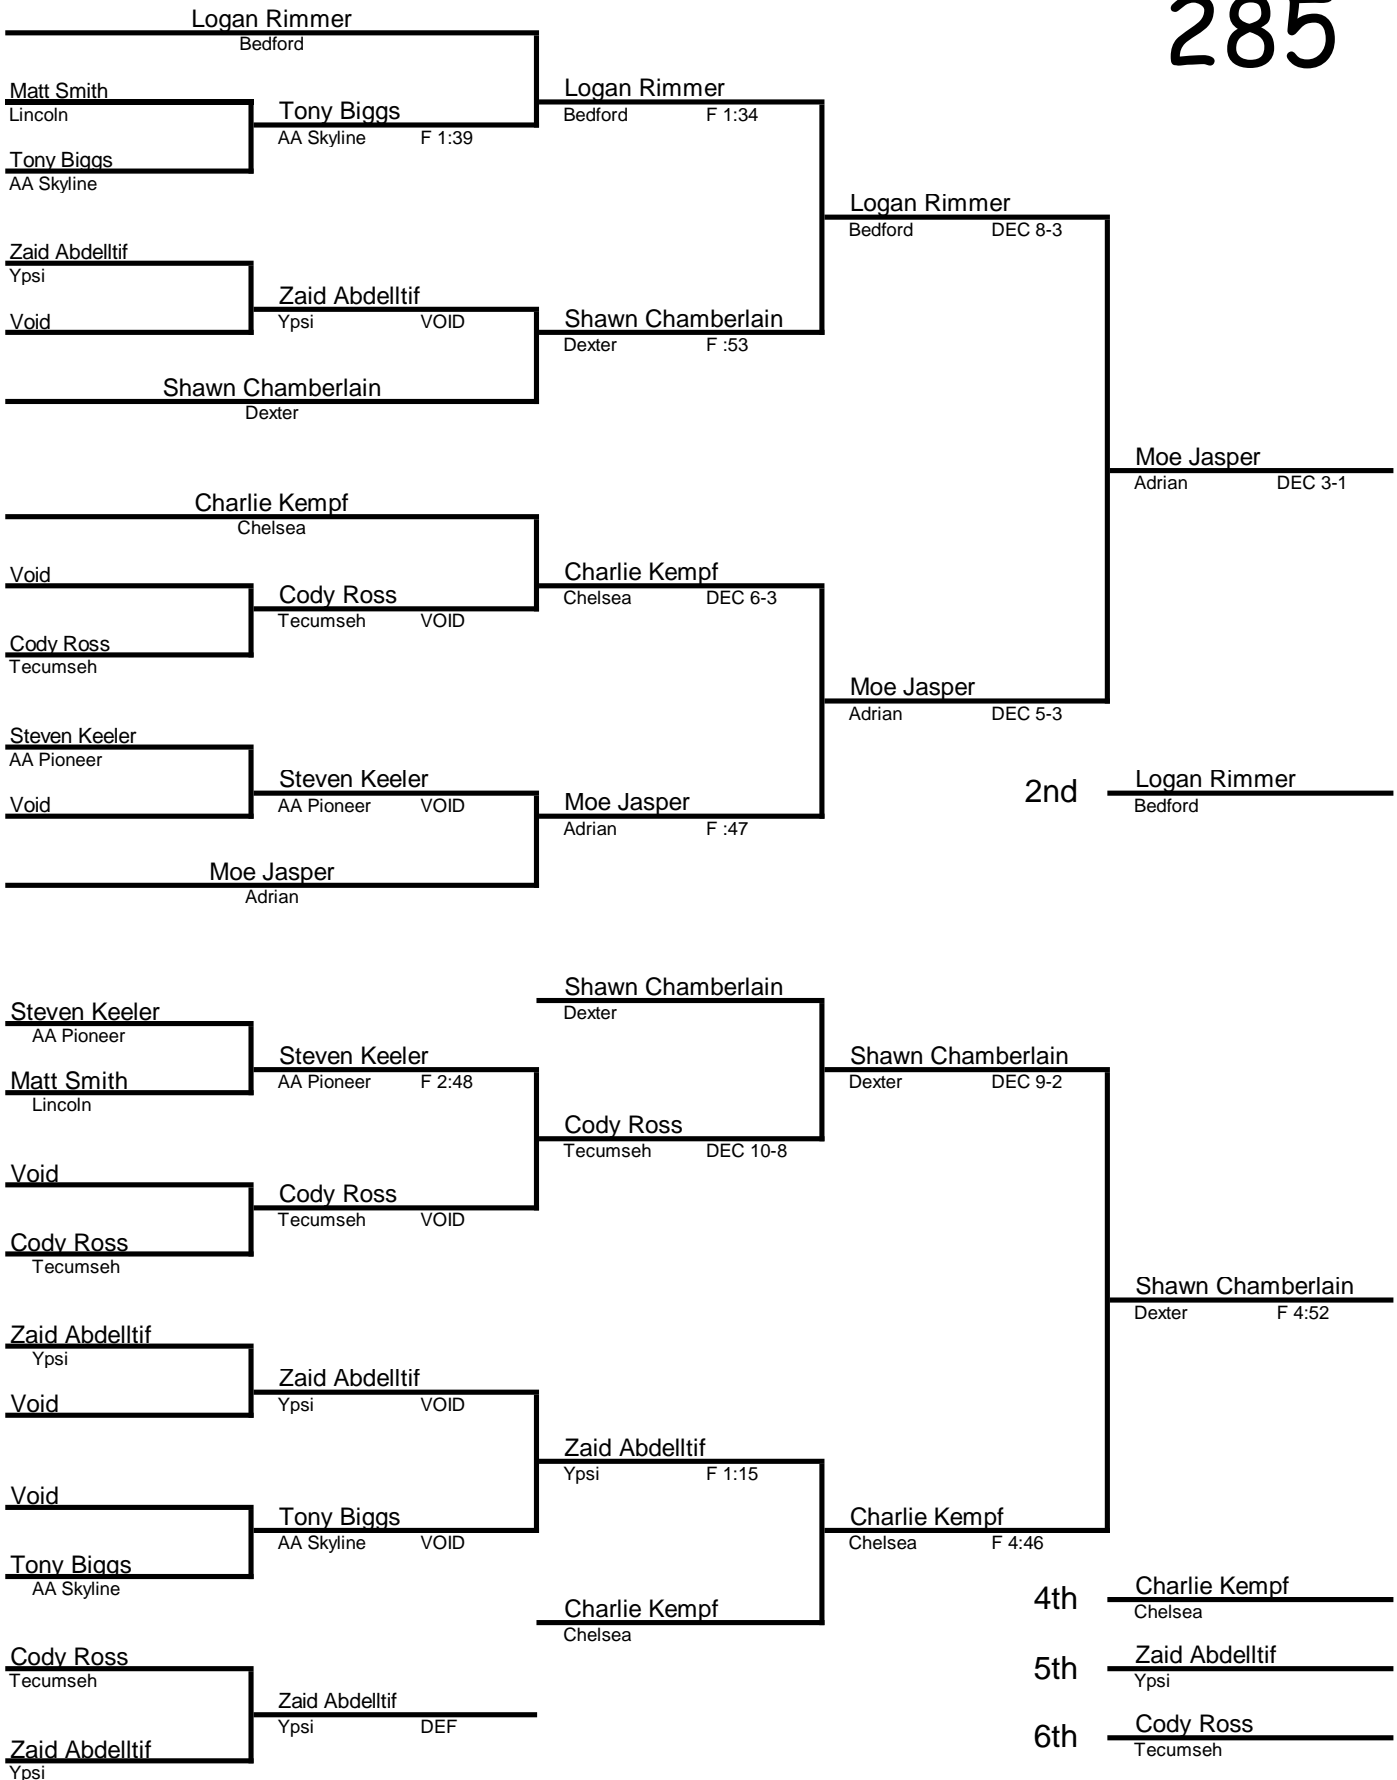 285
Logan Rimmer
Bedford
Matt Smith
Lincoln
Tony Biggs
AA Skyline F 1:39
Logan Rimmer
Bedford F 1:34
Tony Biggs
AA Skyline
Logan Rimmer
Bedford DEC 8-3
Zaid Abdelltif
Ypsi
Zaid Abdelltif
Ypsi VOID
Void
Shawn Chamberlain
Dexter F :53
Shawn Chamberlain
Dexter
Moe Jasper
Adrian DEC 3-1
Charlie Kempf
Chelsea
Void
Cody Ross
Tecumseh VOID
Charlie Kempf
Chelsea DEC 6-3
Cody Ross
Tecumseh
Moe Jasper
Adrian DEC 5-3
Steven Keeler
AA Pioneer
Steven Keeler
AA Pioneer VOID
Void
Moe Jasper
Adrian F :47
2nd
Logan Rimmer
Bedford
Moe Jasper
Adrian
Shawn Chamberlain
Dexter
Steven Keeler
AA Pioneer
Steven Keeler
AA Pioneer F 2:48
Shawn Chamberlain
Dexter DEC 9-2
Matt Smith
Lincoln
Cody Ross
Tecumseh DEC 10-8
Void
Cody Ross
Tecumseh VOID
Cody Ross
Tecumseh
Shawn Chamberlain
Dexter F 4:52
Zaid Abdelltif
Ypsi
Zaid Abdelltif
Ypsi VOID
Void
Zaid Abdelltif
Ypsi F 1:15
Void
Tony Biggs
AA Skyline VOID
Charlie Kempf
Chelsea F 4:46
Tony Biggs
AA Skyline
Charlie Kempf
Chelsea
4th
Charlie Kempf
Chelsea
Cody Ross
Tecumseh
5th
Zaid Abdelltif
Ypsi
Zaid Abdelltif
Ypsi DEF
6th
Cody Ross
Tecumseh
Zaid Abdelltif
Ypsi